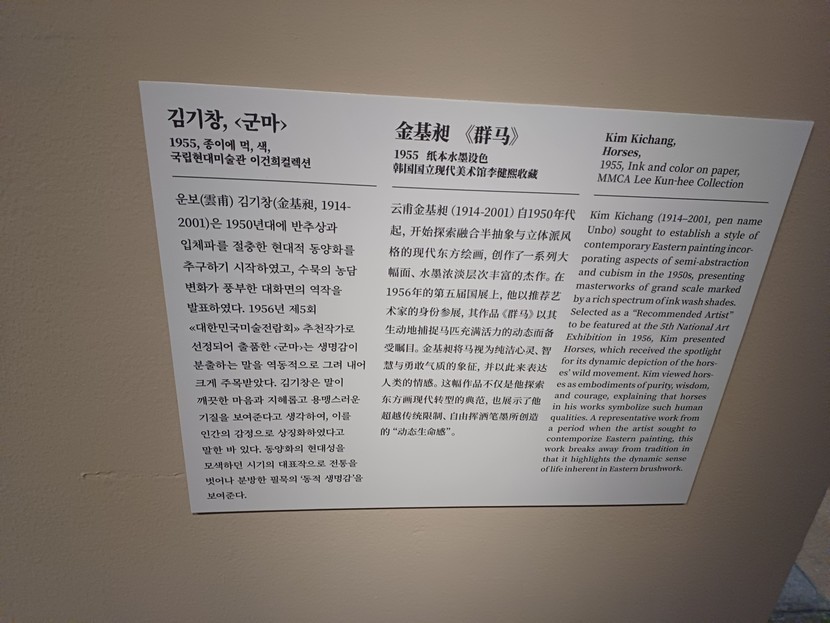 김기창, <군마>
1955, 종이에 먹, 색,
국립현대미술관 이건희컬렉션
운보(雲甫) 김기창(金基昶, 1914-
2001)은 1950년대에 반추상과
입체파를 절충한 현대적 동양화를
추구하기 시작하였고, 수묵의 농담
변화가 풍부한 대화면의 역작을
발표하였다. 1956년 제5회
«대한민국미술전람회» 추천작가로
선정되어 출품한 <군마>는 생명감이
분출하는 말을 역동적으로 그려 내어
크게 주목받았다. 김기창은 말이
깨끗한 마음과 지혜롭고 용맹스러운
기질을 보여준다고 생각하여, 이를
인간의 감정으로 상징화하였다고
말한 바 있다. 동양화의 현대성을
모색하던 시기의 대표작으로 전통을
벗어나 분방한 필묵의 '동적 생명감'을
보여준다.
金基昶 《群马》
1955 纸本水墨设色
韩国国立现代美术馆李健熙收藏
云甫金基昶 (1914-2001) 自1950年代
起，开始探索融合半抽象与立体派风
格的现代东方绘画，创作了一系列大
幅面、水墨浓淡层次丰富的杰作。在
1956年的第五届国展上，他以推荐艺
术家的身份参展，其作品《群马》以其
生动地捕捉马匹充满活力的动态而备
受瞩目。金基昶将马视为纯洁心灵、智
慧与勇敢气质的象征，并以此来表达
人类的情感。这幅作品不仅是他探索
东方画现代转型的典范，也展示了他
超越传统限制、自由挥洒笔墨所创造
的“动态生命感”。
Kim Kichang,
Horses,
1955, Ink and color on paper,
MMCA Lee Kun-hee Collection
Kim Kichang (1914–2001, pen name
Unbo) sought to establish a style of
contemporary Eastern painting incor-
porating aspects of semi-abstraction
and cubism in the 1950s, presenting
masterworks of grand scale marked
by a rich spectrum of ink wash shades.
Selected as a “Recommended Artist”
to be featured at the 5th National Art
Exhibition in 1956, Kim presented
Horses, which received the spotlight
for its dynamic depiction of the hors-
es' wild movement. Kim viewed hors-
es as embodiments of purity, wisdom,
and courage, explaining that horses
in his works symbolize such human
qualities. A representative work from
a period when the artist sought to
contemporize Eastern painting, this
work breaks away from tradition in
that it highlights the dynamic sense
of life inherent in Eastern brushwork.